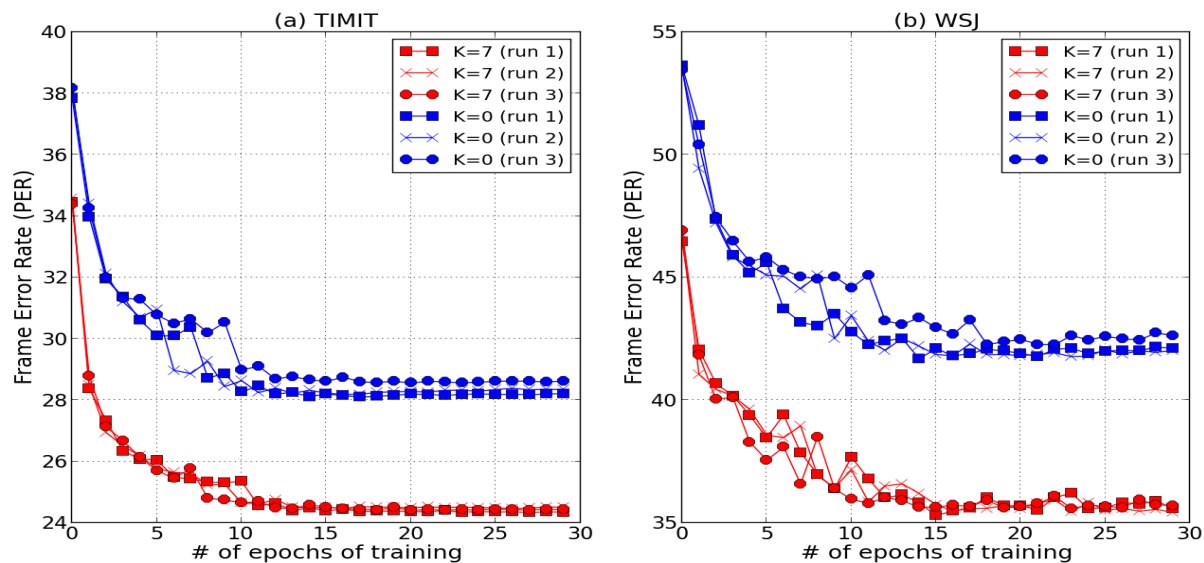 (a) TIMIT
Frame Error Rate (PER)
40
38
36
34
32
30
28
26
24
0
5
10
15
20
25
30
# of epochs of training
K=7 (run 1)
K=7 (run 2)
K=7 (run 3)
K=0 (run 1)
K=0 (run 2)
K=0 (run 3)
(b) WSJ
Frame Error Rate (PER)
55
50
45
40
35
0
5
10
15
20
25
30
# of epochs of training
K=7 (run 1)
K=7 (run 2)
K=7 (run 3)
K=0 (run 1)
K=0 (run 2)
K=0 (run 3)